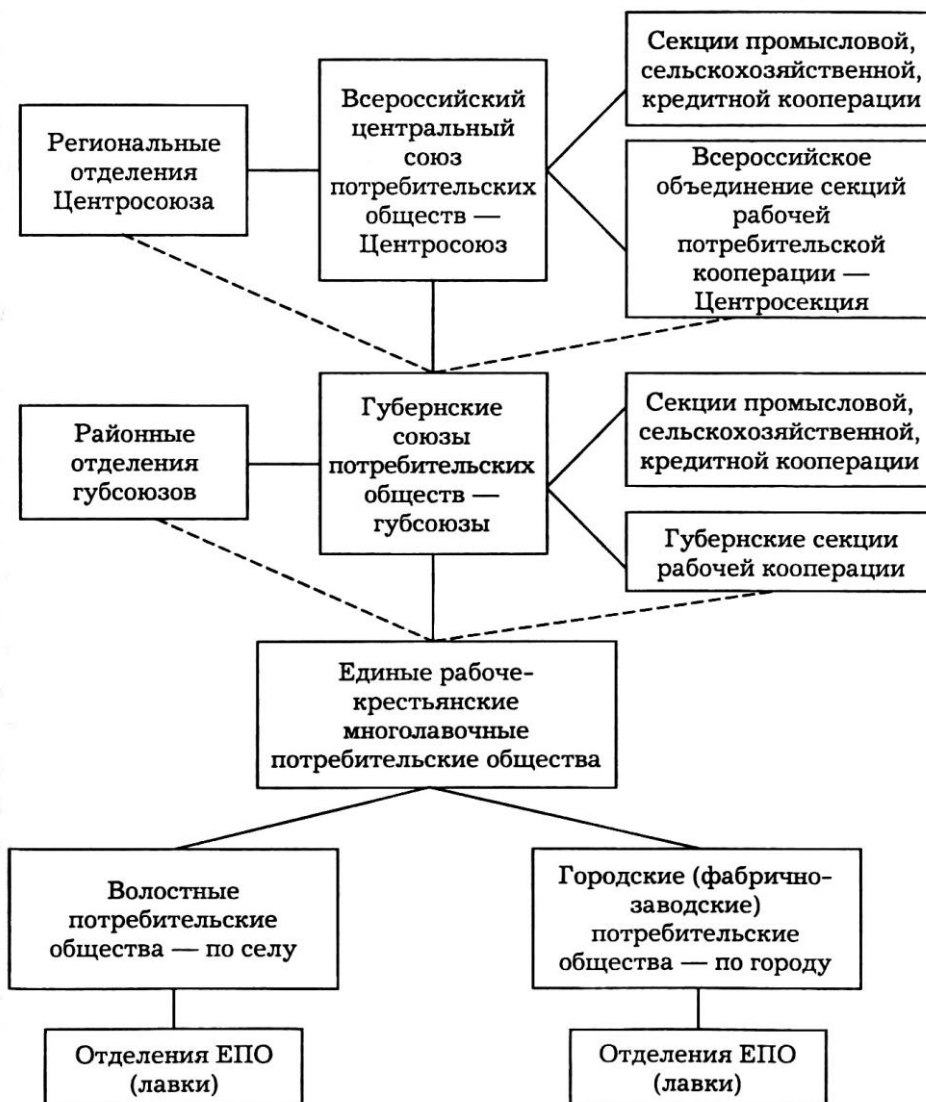 Секции промысловой,
сельскохозяйственной,
кредитной кооперации
Всероссийский
центральный
союз
потребительских
обществ —
Центросоюз
Региональные
отделения
Центросоюза
Всероссийское
объединение секций
рабочей
потребительской
кооперации —
Центросекция
Губернские
союзы
потребительских
обществ —
губсоюзы
Районные
отделения
губсоюзов
Секции промысловой,
сельскохозяйственной,
кредитной кооперации
Губернские секции
рабочей кооперации
Единые рабоче-
крестьянские
многолавочные
потребительские общества
Волостные
потребительские
общества — по селу
Городские (фабрично-
заводские)
потребительские
общества — по городу
Отделения ЕПО
(лавки)
Отделения ЕПО
(лавки)